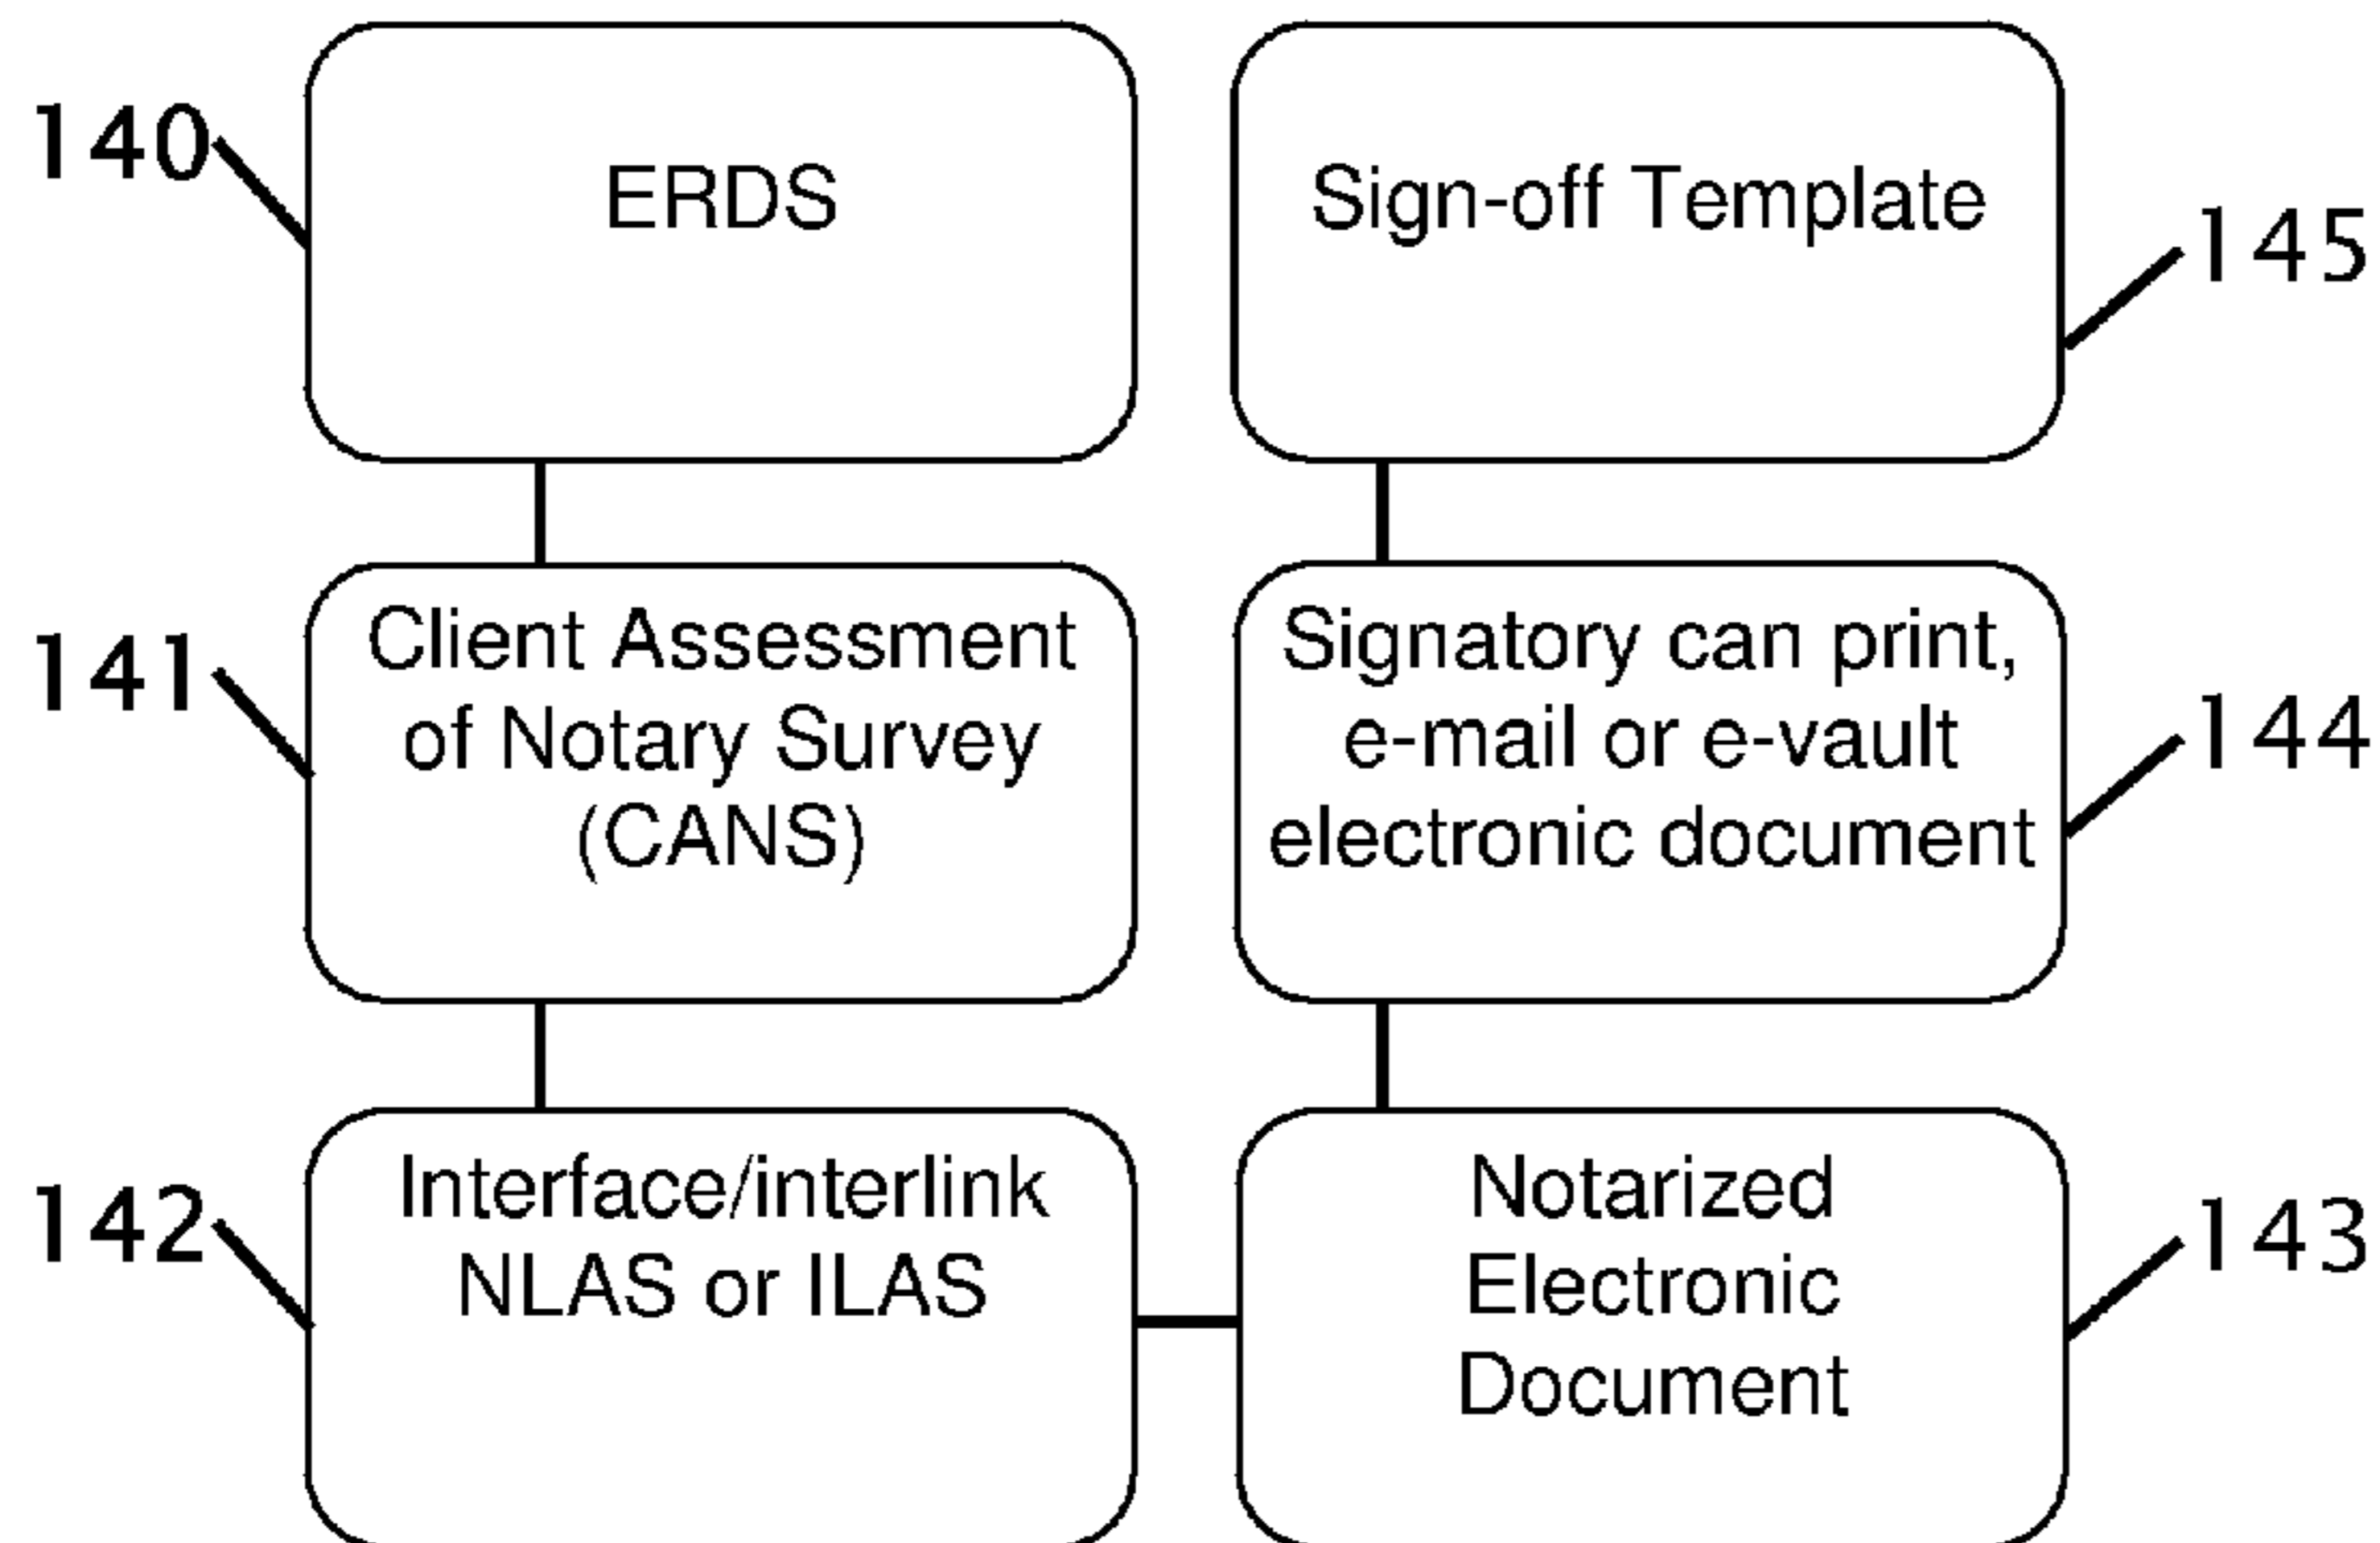 140
ERDS
141
Client Assessment
of Notary Survey
(CANS)
142
Interface/interlink
NLAS or ILAS
Notarized
Electronic
Document
143
Signatory can print,
e-mail or e-vault
electronic document
144
Sign-off Template
145